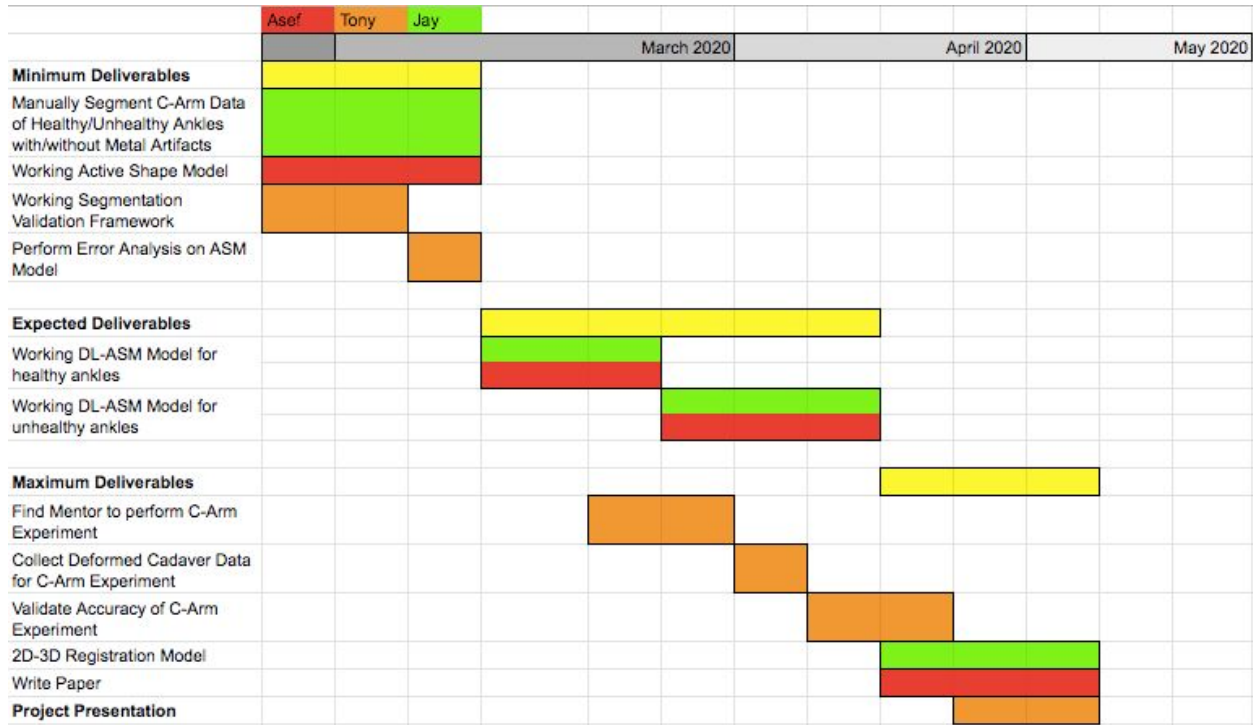 Asef Tony Jay
March 2020 April 2020 May 2020
Minimum Deliverables
Manually Segment C-Arm Data
of Healthy/Unhealthy Ankles
with/without Metal Artifacts
Working Active Shape Model
Working Segmentation
Validation Framework
Perform Error Analysis on ASM
Model
Expected Deliverables
Working DL-ASM Model for
healthy ankles
Working DL-ASM Model for
unhealthy ankles
Maximum Deliverables
Find Mentor to perform C-Arm
Experiment
Collect Deformed Cadaver Data
for C-Arm Experiment
Validate Accuracy of C-Arm
Experiment
2D-3D Registration Model
Write Paper
Project Presentation